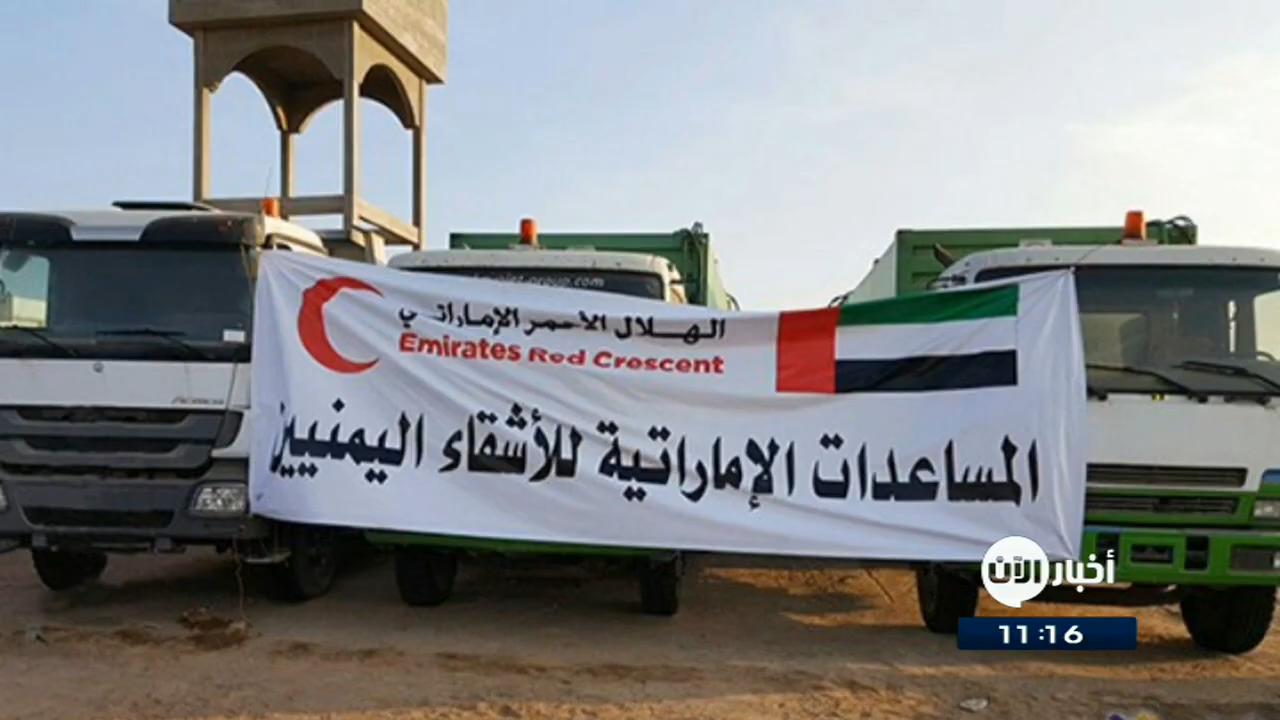 الهلال الأحمر الإماراتي
Emirates Red Crescent
المساعدات الإماراتية للأشقاء اليمنيين
أخبار الآن
11:16